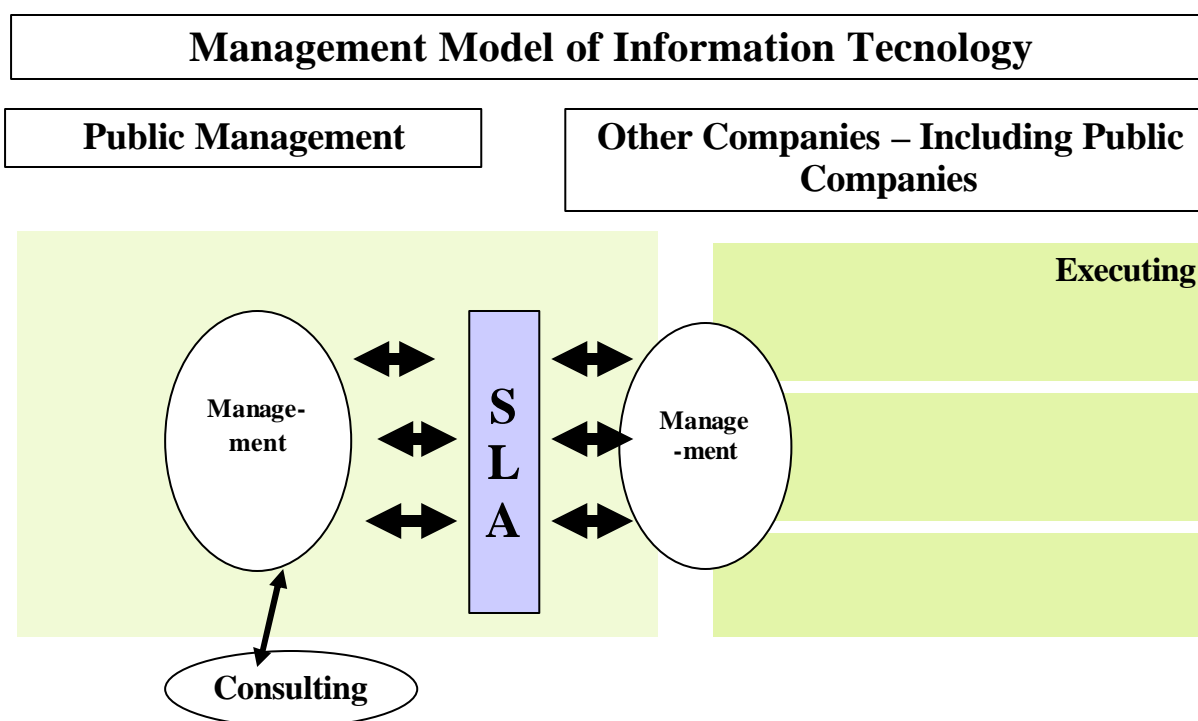 Management Model of Information Tecnology
Public Management
Other Companies – Including Public
Companies
Executing
Manage-
ment
S
L
A
Manage
-ment
Consulting